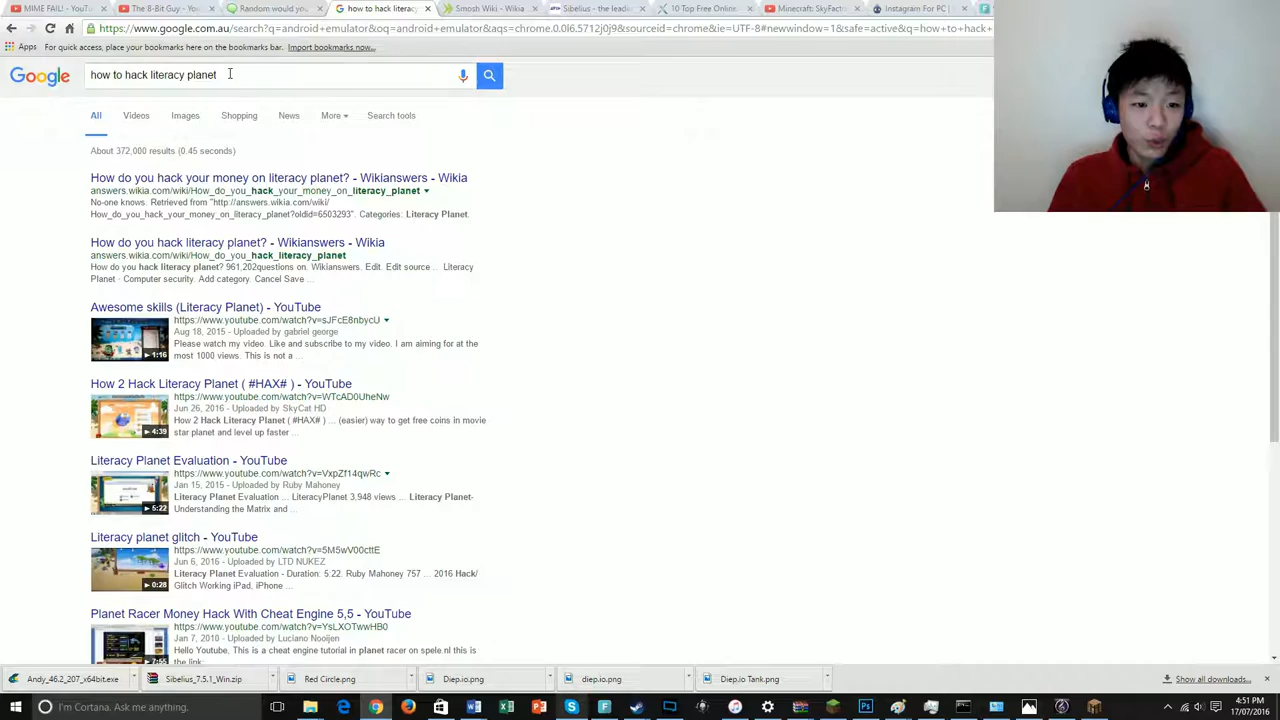 MIME FAIL! - YouTu
The 8-Bit Guy - You
Random would you
how to hack literacy
Smosh Wiki - Wikia
Sibelius - the leade
10 Top Free Online
Minecraft: SkyFacto
Instagram For PC |
https://www.google.com.au/search?q=android+emulator&oq=android+emulator&aqs=chrome.0.0l6.5712j0j9&sourceid=chrome&ie=UTF-8#newwindow=1&safe=active&q=how+to+hack+
Apps For quick access, place your bookmarks here on the bookmarks bar. Import bookmarks now...
Google how to hack literacy planet
All Videos Images Shopping News More Search tools
About 372,000 results (0.45 seconds)
How do you hack your money on literacy planet? - Wikianswers - Wikia
answers.wikia.com/wiki/How_do_you_hack_your_money_on_literacy_planet
No-one knows. Retrieved from "http://answers.wikia.com/wiki/
How_do_you_hack_your_money_on_literacy_planet?oldid=6503293". Categories: Literacy Planet.
How do you hack literacy planet? - Wikianswers - Wikia
answers.wikia.com/wiki/How_do_you_hack_literacy_planet
How do you hack literacy planet? 961,202questions on. Wikianswers. Edit. Edit source ... Literacy
Planet · Computer security. Add category. Cancel Save ...
Awesome skills (Literacy Planet) - YouTube
https://www.youtube.com/watch?v=sJFcE8nbycU
Aug 18, 2015 - Uploaded by gabriel george
Please watch my video. Like and subscribe to my video. I am aiming for at the
most 1000 views. This is not a ...
1:16
How 2 Hack Literacy Planet ( #HAX# ) - YouTube
https://www.youtube.com/watch?v=WTcAD0UheNw
Jun 26, 2016 - Uploaded by SkyCat HD
How 2 Hack Literacy Planet ( #HAX# ) ... (easier) way to get free coins in movie
star planet and level up faster ...
4:39
Literacy Planet Evaluation - YouTube
https://www.youtube.com/watch?v=VxpZf14qwRc
Jan 15, 2015 - Uploaded by Ruby Mahoney
Literacy Planet Evaluation ... LiteracyPlanet 3,948 views ... Literacy Planet-
Understanding the Matrix and ...
5:22
Literacy planet glitch - YouTube
https://www.youtube.com/watch?v=5M5wV00cttE
Jun 6, 2016 - Uploaded by LTD NUKEZ
Literacy Planet Evaluation - Duration: 5:22. Ruby Mahoney 757 ... 2016 Hack/
Glitch Working iPad, iPhone ...
0:28
Planet Racer Money Hack With Cheat Engine 5,5 - YouTube
https://www.youtube.com/watch?v=YsLXOTwwHB0
Jan 7, 2010 - Uploaded by Luciano Nooijen
Hello Youtube, This is a cheat engine tutorial in planet racer on spele.nl this is
the link:
7:55
Andy_46.2_207_x64bit.exe
Sibelius_7.5.1_Win.zip
Red Circle.png
Diep.io.png
diep.io.png
Diep.io Tank.png
Show all downloads...
I'm Cortana. Ask me anything.
4:51 PM
17/07/2016